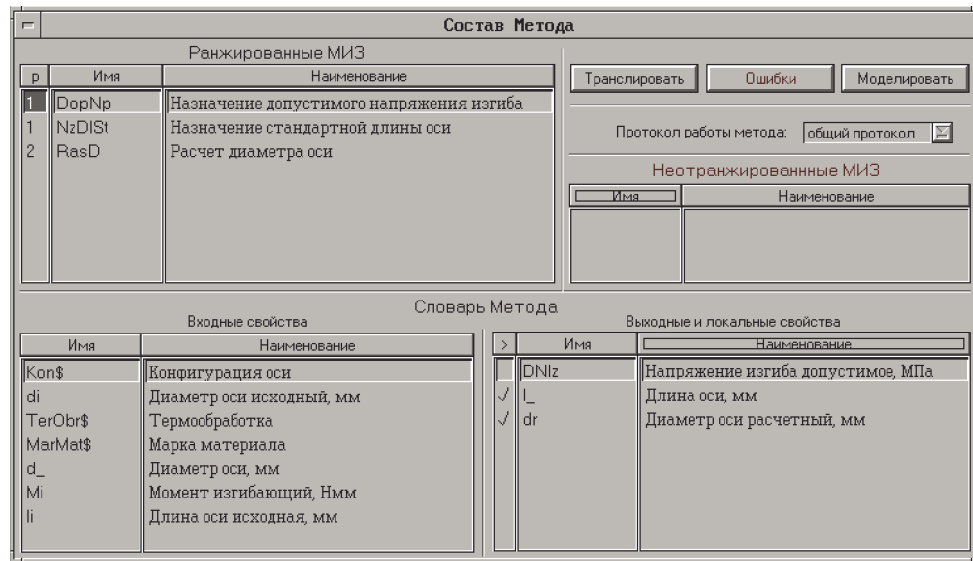 Состав Метода
Ранжированные МИЗ
р Имя Наименование
1 DopNp Назначение допустимого напряжения изгиба
1 NzDlSt Назначение стандартной длины оси
2 RasD Расчет диаметра оси
Транслировать Ошибки Моделировать
Протокол работы метода: общий протокол
Неотранжированнные МИЗ
Имя Наименование
Словарь Метода
Входные свойства
Имя Наименование
Kon$ Конфигурация оси
di Диаметр оси исходный, мм
TerObr$ Термообработка
MarMat$ Марка материала
d_ Диаметр оси, мм
Mi Момент изгибающий, Нмм
li Длина оси исходная, мм
Выходные и локальные свойства
> Имя Наименование
DNIz Напряжение изгиба допустимое, МПа
√ l_ Длина оси, мм
√ dr Диаметр оси расчетный, мм